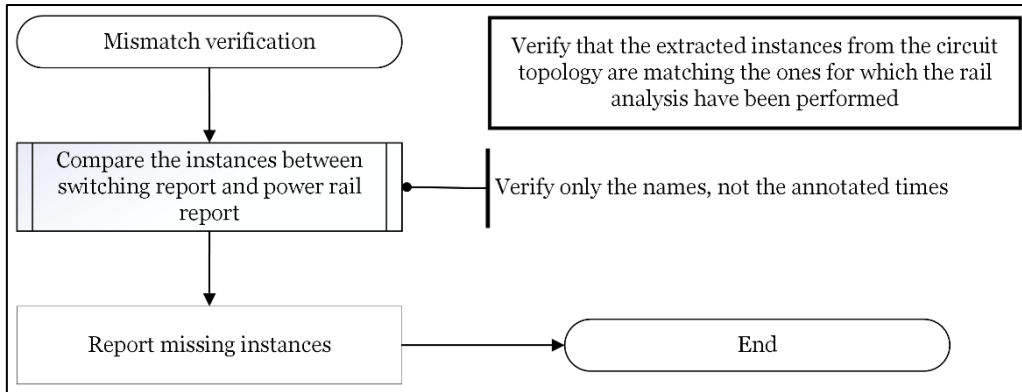 Mismatch verification
Verify that the extracted instances from the circuit
topology are matching the ones for which the rail
analysis have been performed
Compare the instances between
switching report and power rail
report
Verify only the names, not the annotated times
Report missing instances
End